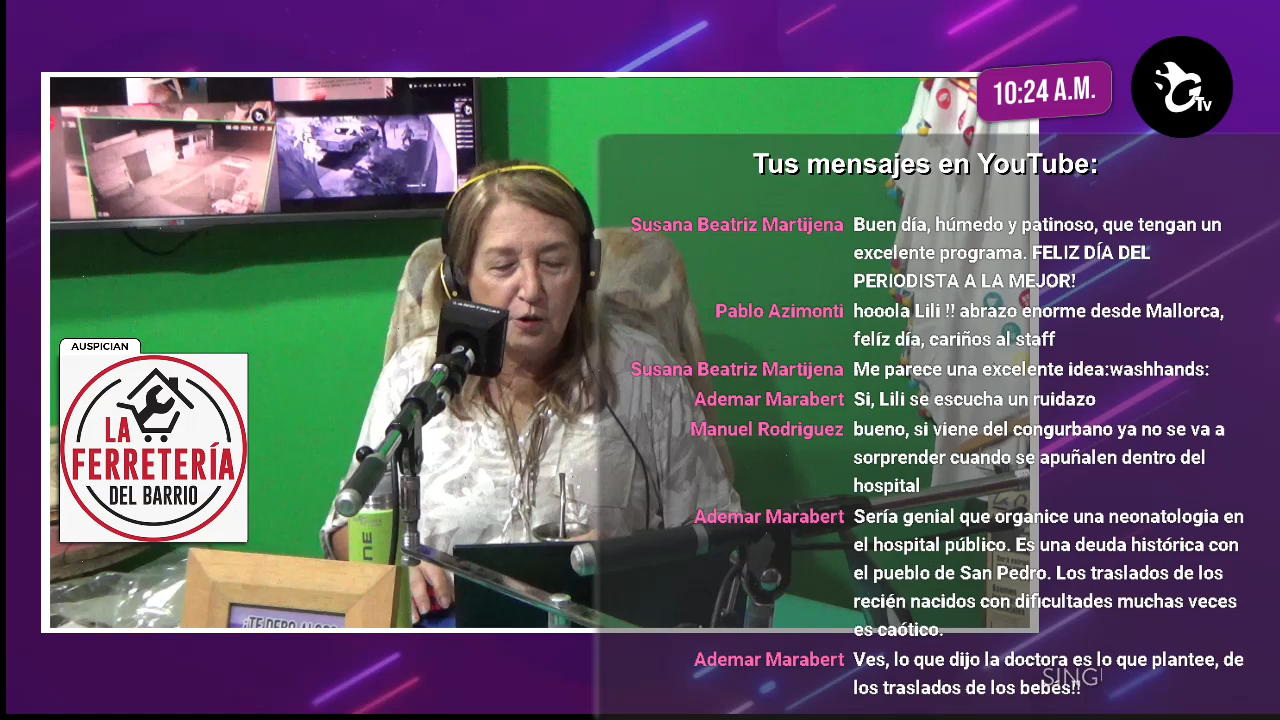 10:24 A.M.
G TV
Tus mensajes en YouTube:
Susana Beatriz Martijena Buen día, húmedo y patinoso, que tengan un
excelente programa. FELIZ DÍA DEL
PERIODISTA A LA MEJOR!
Pablo Azimonti hooola Lili !! abrazo enorme desde Mallorca,
felíz día, cariños al staff
Susana Beatriz Martijena Me parece una excelente idea:washhands:
Ademar Marabert Si, Lili se escucha un ruidazo
Manuel Rodriguez bueno, si viene del congurbano ya no se va a
sorprender cuando se apuñalen dentro del
hospital
Ademar Marabert Sería genial que organice una neonatologia en
el hospital público. Es una deuda histórica con
el pueblo de San Pedro. Los traslados de los
recién nacidos con dificultades muchas veces
es caótico.
Ademar Marabert Ves, lo que dijo la doctora es lo que plantee, de
los traslados de los bebés!!
SING
AUSPICIAN
LA
FERRETERÍA
DEL BARRIO
¡TE DEBO ALGO